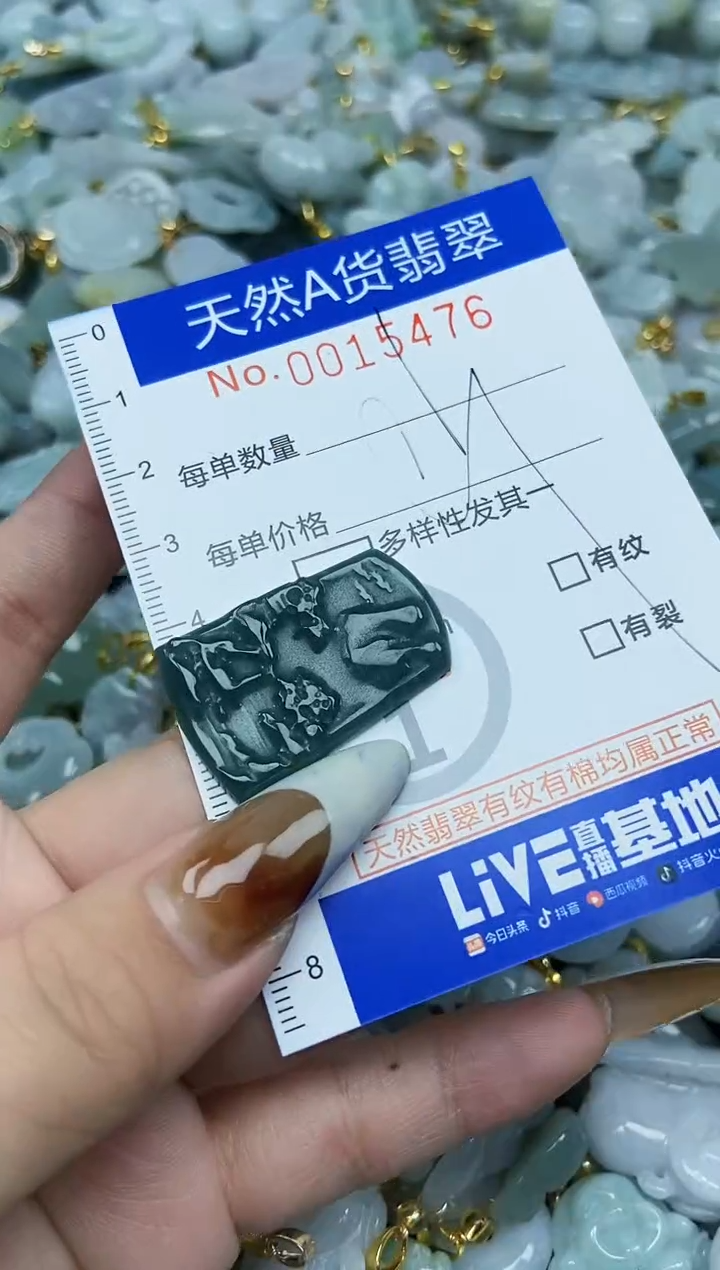 天然A货翡翠
No.0015476
0
1
2
3
4
8
每单数量
每单价格
多样性发其一
有纹
有裂
1
天然翡翠有纹有棉均属正常
LiVE直播基地
今日头条 抖音 西瓜视频 抖音火